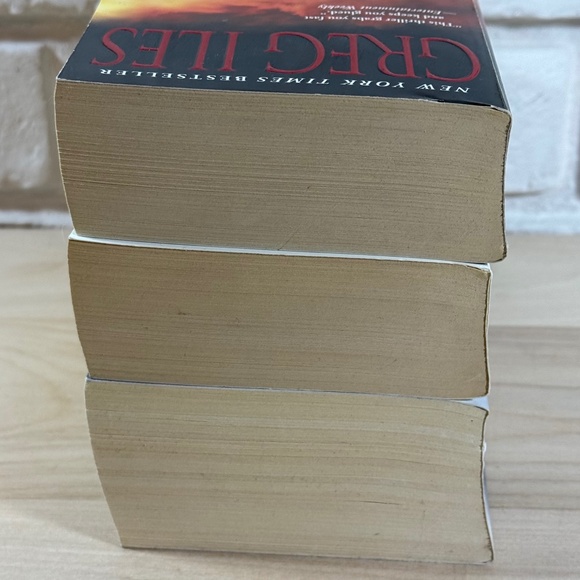 "This thriller grabs you fast
and keeps you glued."
—Entertainment Weekly
GREG ILES
NEW YORK TIMES BESTSELLER